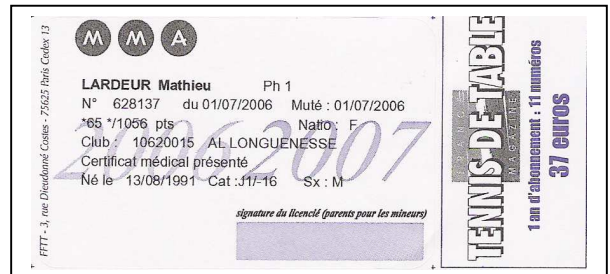 FFTT - 3, rue Dieudonné Costes - 75625 Paris Cedex 13
MMA
LARDEUR Mathieu Ph 1
N° 628137 du 01/07/2006 Muté : 01/07/2006
*65 */1056 pts Natio : F
Club : 10620015 AL LONGUENESSE
Certificat médical présenté
Né le 13/08/1991 Cat :J1/-16 Sx : M
2006 2007
signature du licencié (parents pour les mineurs)
FRANCE
TENNIS DE TABLE
MAGAZINE
1 an d'abonnement : 11 numéros
37 euros